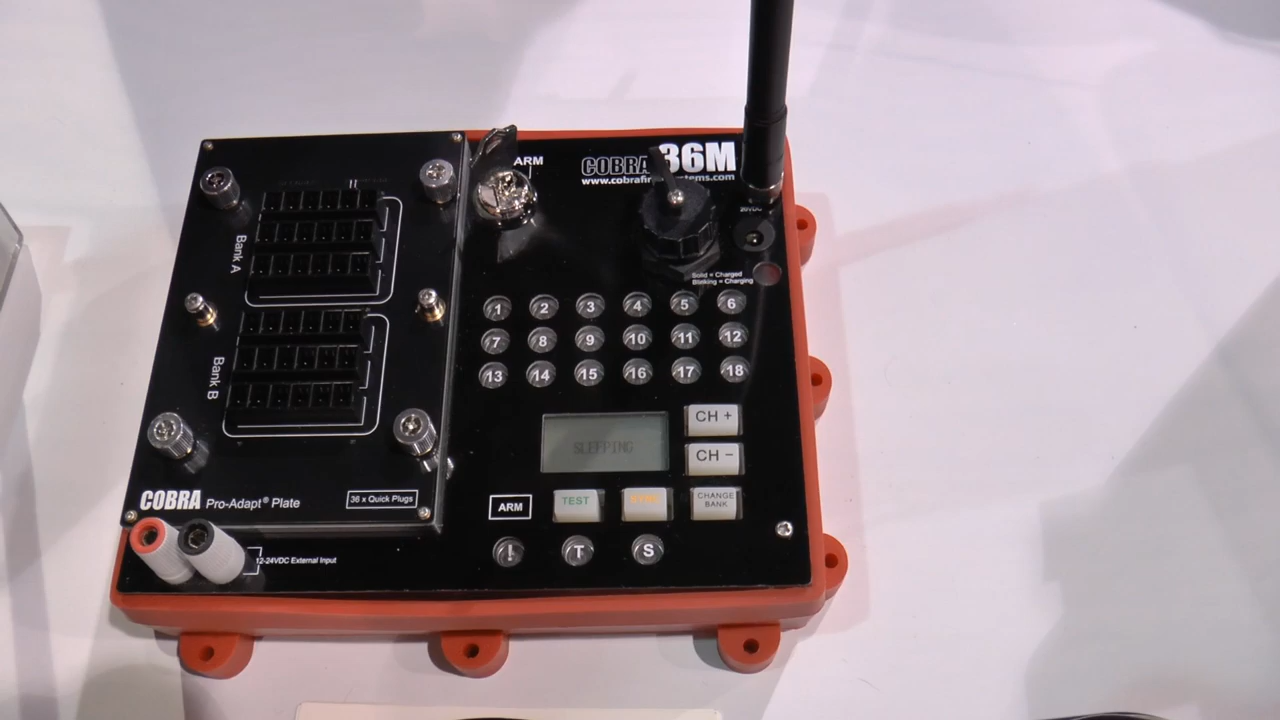 ARM
COBRA 36M
www.cobrafiresystems.com
Solid = Charged
Blinking = Charging
Bank A
Bank B
1 2 3 4 5 6
7 8 9 10 11 12
13 14 15 16 17 18
SLEEPING
CH +
CH −
ARM
TEST
SYNC
CHANGE
BANK
T
S
COBRA Pro-Adapt® Plate
36 x Quick Plugs
12-24VDC External Input